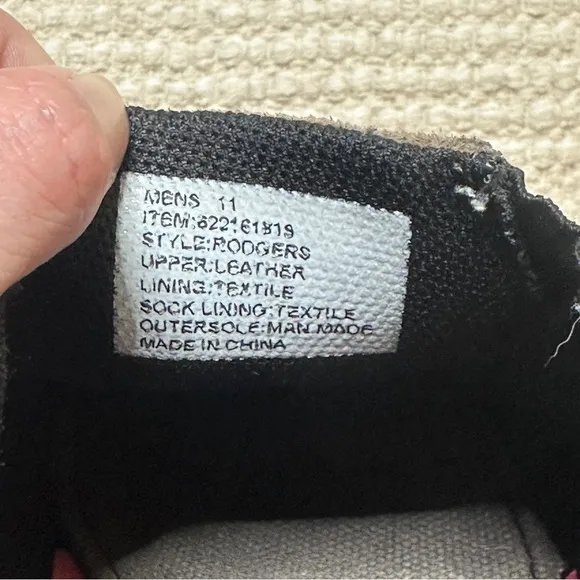 MENS 11
ITEM:622161819
STYLE:RODGERS
UPPER:LEATHER
LINING:TEXTILE
SOCK LINING:TEXTILE
OUTERSOLE:MAN MADE
MADE IN CHINA